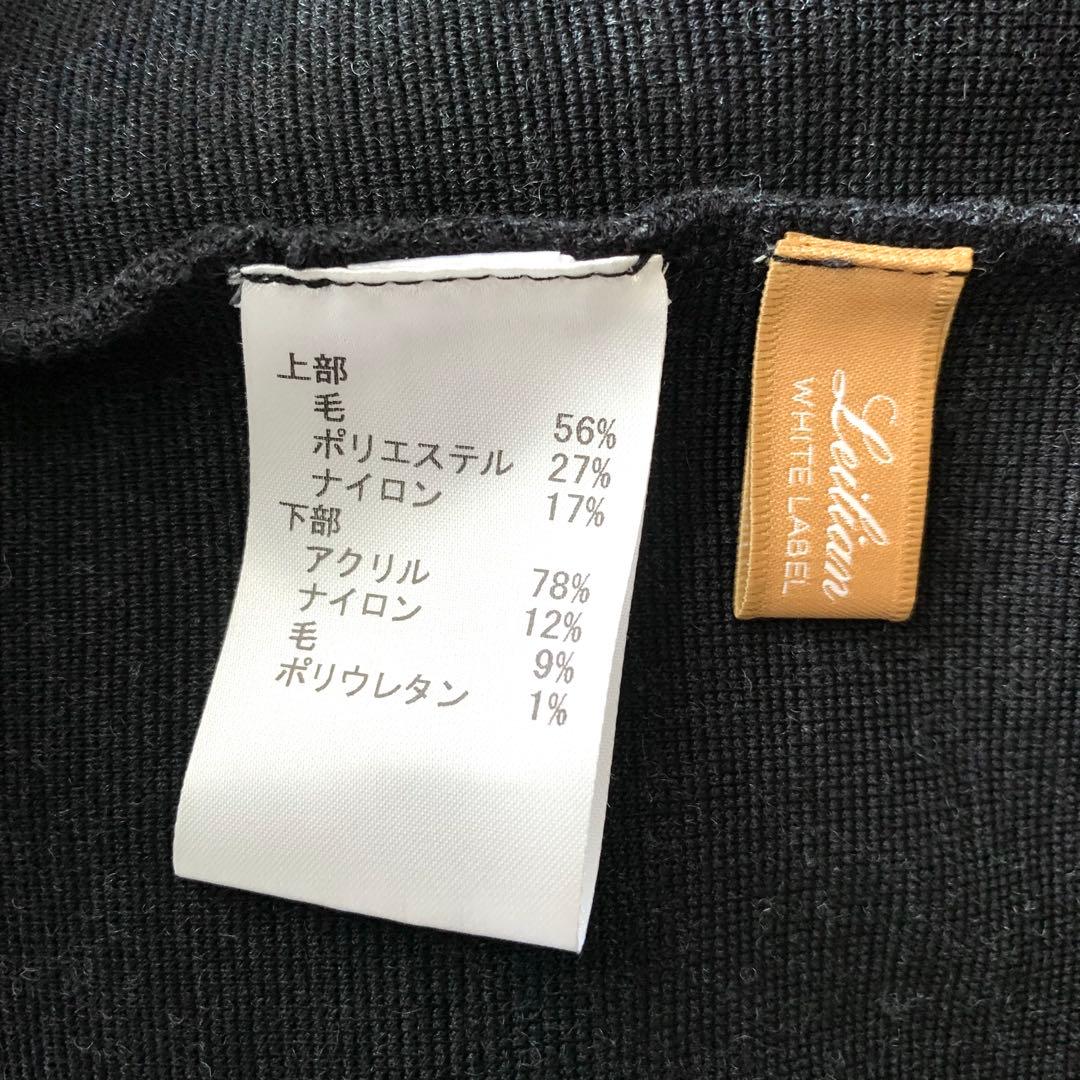 上部
毛 56%
ポリエステル 27%
ナイロン 17%
下部
アクリル 78%
ナイロン 12%
毛 9%
ポリウレタン 1%
Levilian
WHITE LABEL